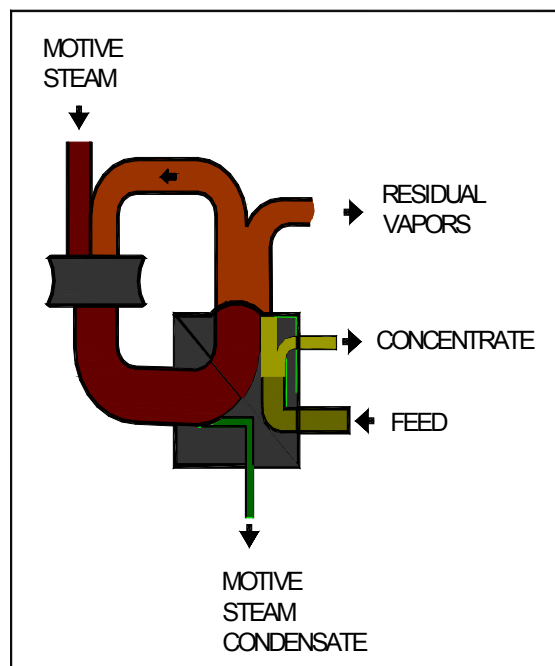 MOTIVE
STEAM
RESIDUAL
VAPORS
CONCENTRATE
FEED
MOTIVE
STEAM
CONDENSATE